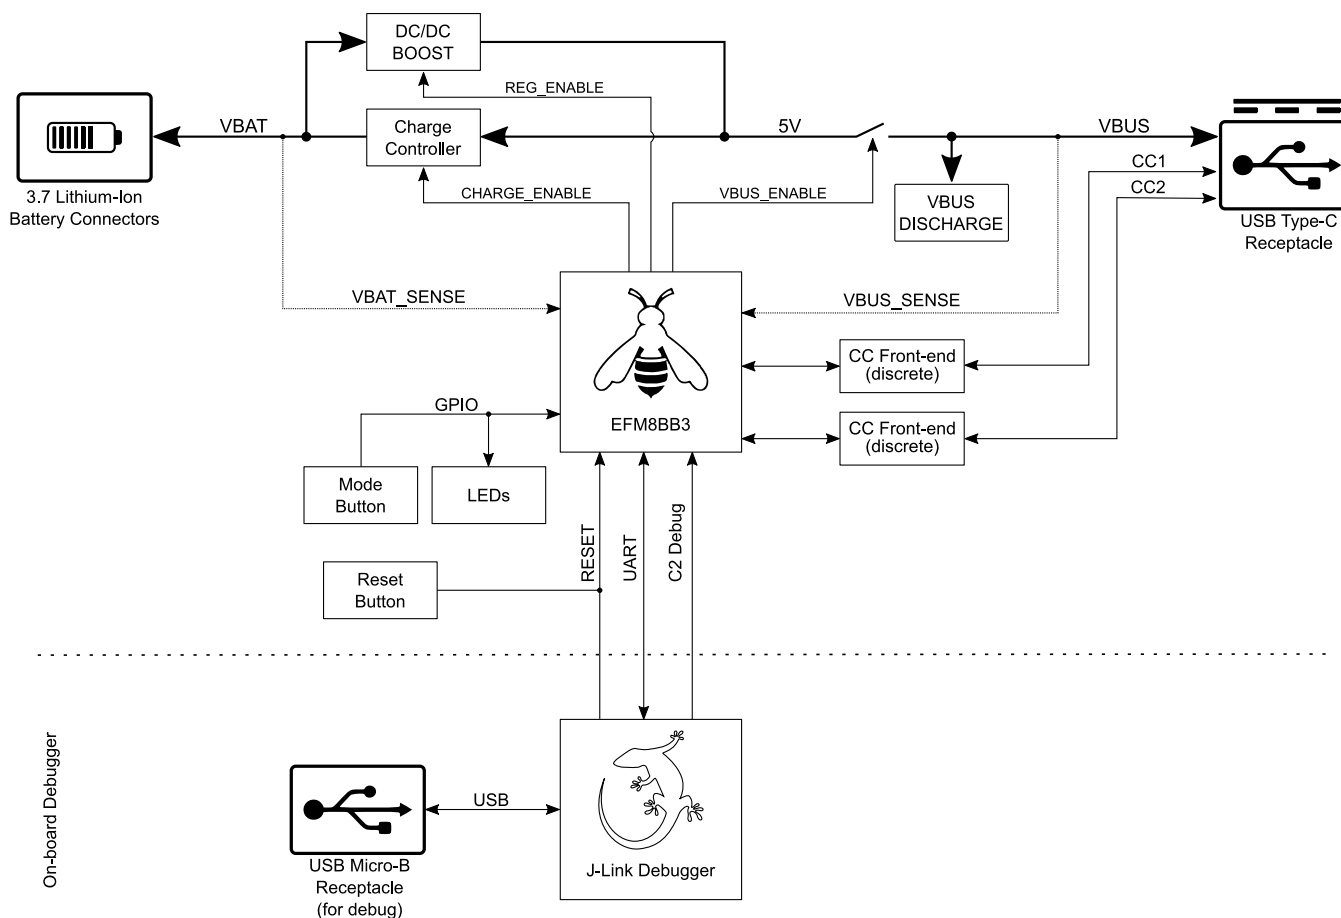 DC/DC
BOOST
REG_ENABLE
VBAT
Charge
Controller
5V
VBUS
CC1
CC2
3.7 Lithium-Ion
Battery Connectors
CHARGE_ENABLE
VBUS_ENABLE
VBUS
DISCHARGE
USB Type-C
Receptacle
VBAT_SENSE
VBUS_SENSE
CC Front-end
(discrete)
GPIO
EFM8BB3
CC Front-end
(discrete)
Mode
Button
LEDs
RESET
UART
C2 Debug
Reset
Button
On-board Debugger
USB
USB Micro-B
Receptacle
(for debug)
J-Link Debugger